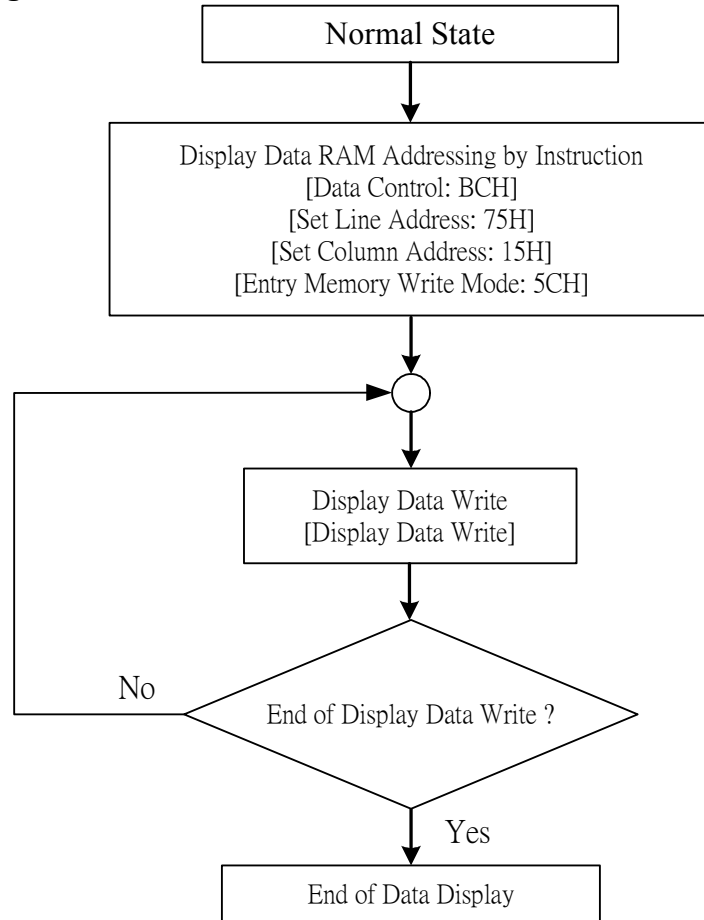 Normal State
Display Data RAM Addressing by Instruction
[Data Control: BCH]
[Set Line Address: 75H]
[Set Column Address: 15H]
[Entry Memory Write Mode: 5CH]
Display Data Write
[Display Data Write]
No
End of Display Data Write ?
Yes
End of Data Display